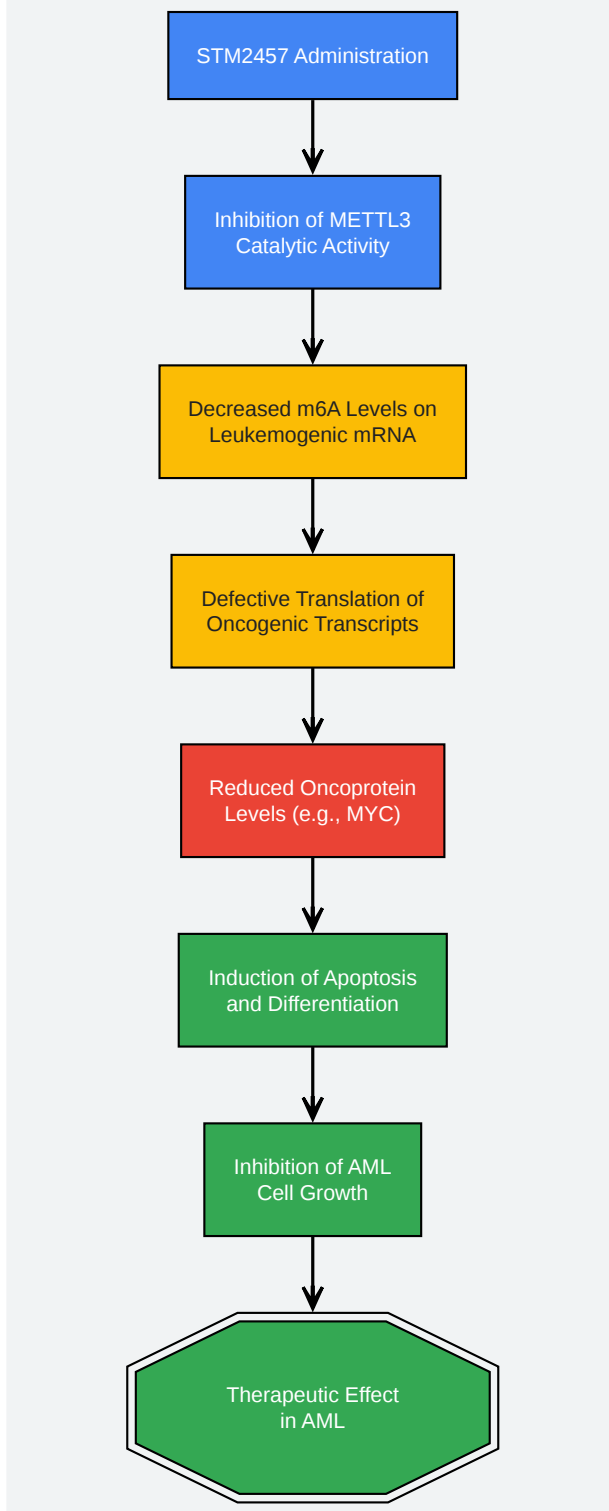 STM2457 Administration
Inhibition of METTL3
Catalytic Activity
Decreased m6A Levels on
Leukemogenic mRNA
Defective Translation of
Oncogenic Transcripts
Reduced Oncoprotein
Levels (e.g., MYC)
Induction of Apoptosis
and Differentiation
Inhibition of AML
Cell Growth
Therapeutic Effect
in AML